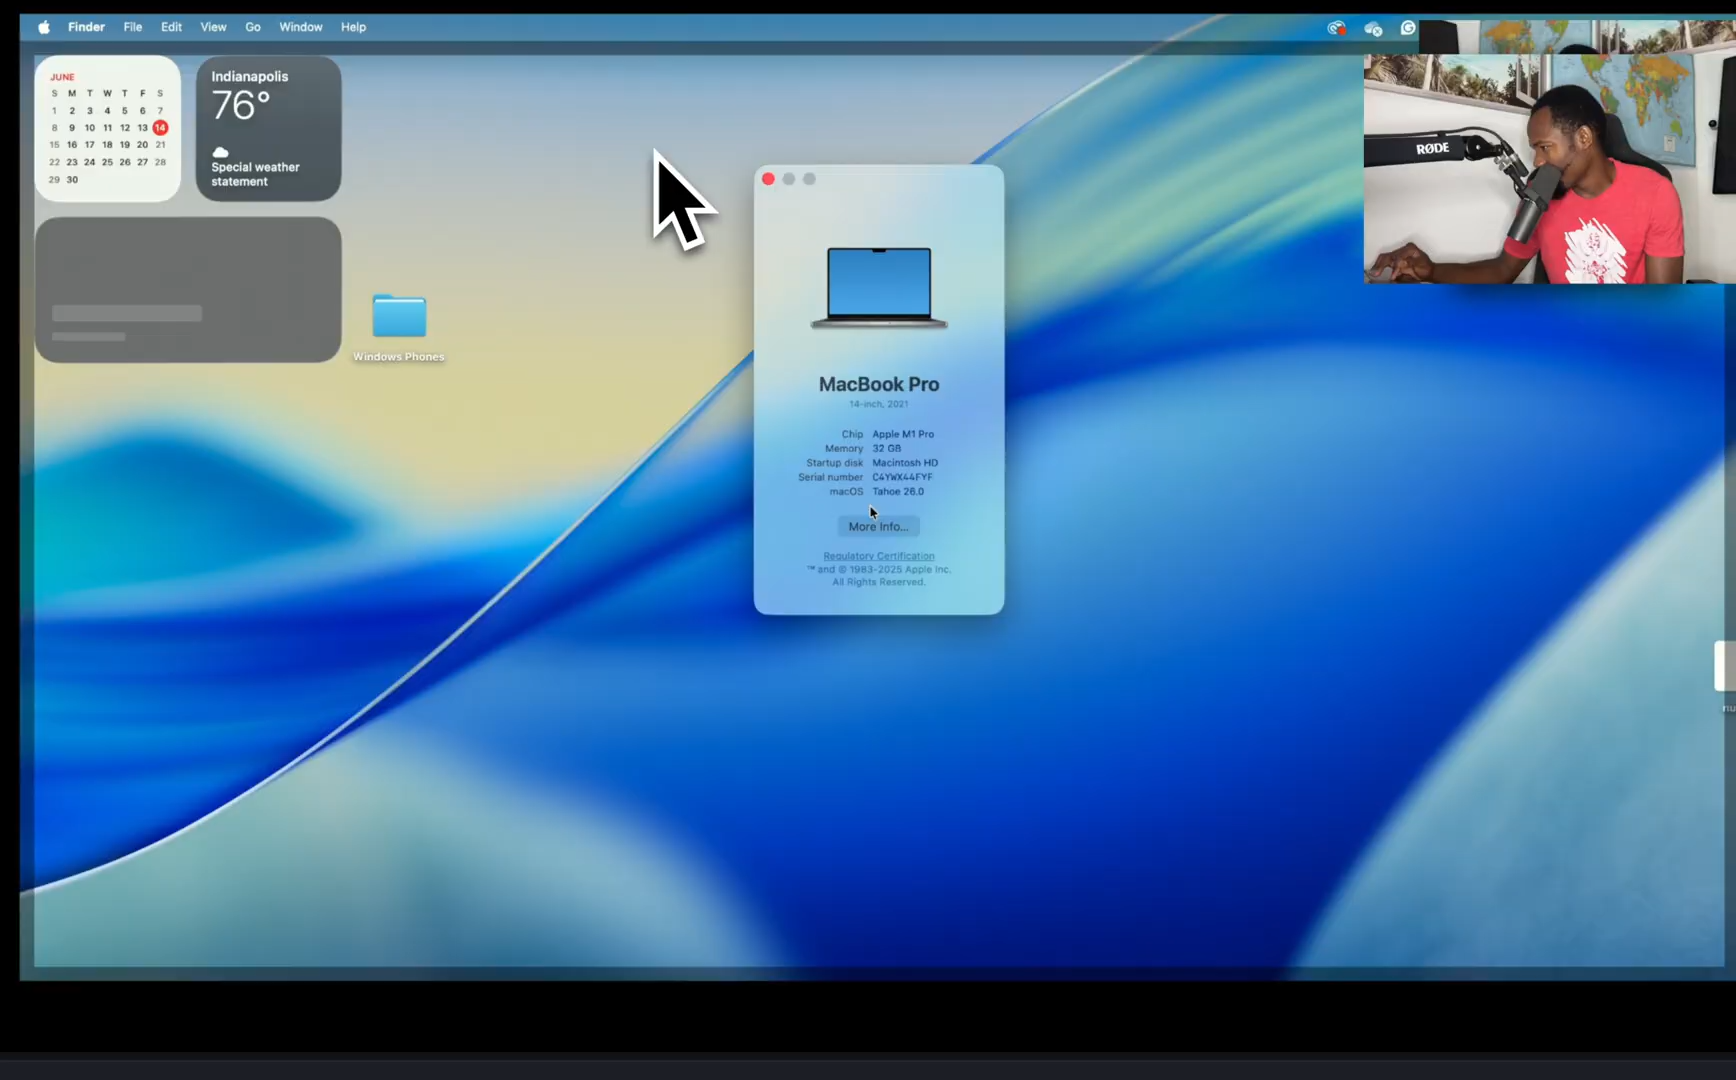 Finder File Edit View Go Window Help
JUNE
S M T W T F S
1 2 3 4 5 6 7
8 9 10 11 12 13 14
15 16 17 18 19 20 21
22 23 24 25 26 27 28
29 30
Indianapolis
76°
Special weather
statement
Windows Phones
RØDE
MacBook Pro
14-inch, 2021
Chip Apple M1 Pro
Memory 32 GB
Startup disk Macintosh HD
Serial number C4YWX44FYF
macOS Tahoe 26.0
More Info...
Regulatory Certification
™ and © 1983-2025 Apple Inc.
All Rights Reserved.